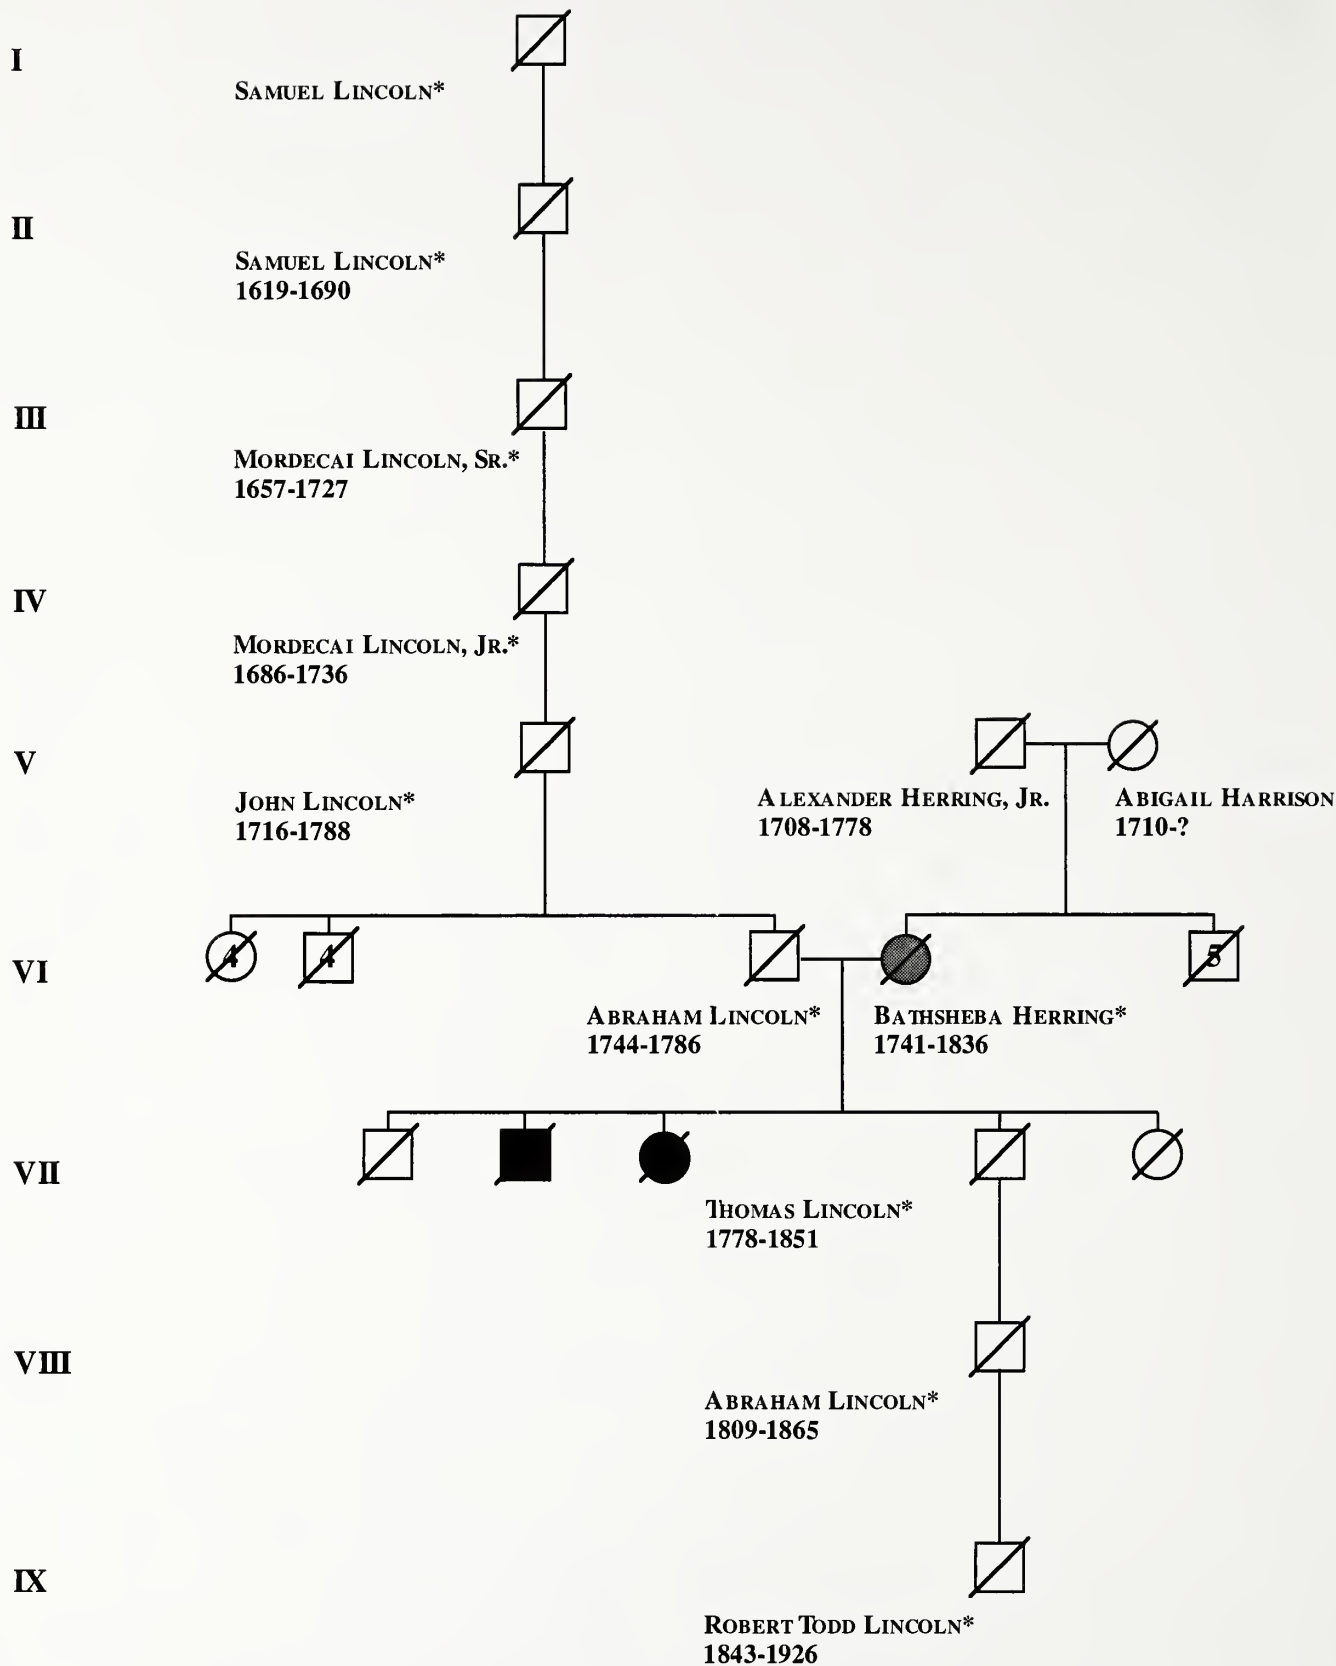 I
SAMUEL LINCOLN*
II
SAMUEL LINCOLN*
1619-1690
III
MORDECAI LINCOLN, SR.*
1657-1727
IV
MORDECAI LINCOLN, JR.*
1686-1736
V
JOHN LINCOLN*
1716-1788
ALEXANDER HERRING, JR.
1708-1778
ABIGAIL HARRISON
1710-?
4
4
5
VI
ABRAHAM LINCOLN*
1744-1786
BATHSHEBA HERRING*
1741-1836
VII
THOMAS LINCOLN*
1778-1851
VIII
ABRAHAM LINCOLN*
1809-1865
IX
ROBERT TODD LINCOLN*
1843-1926